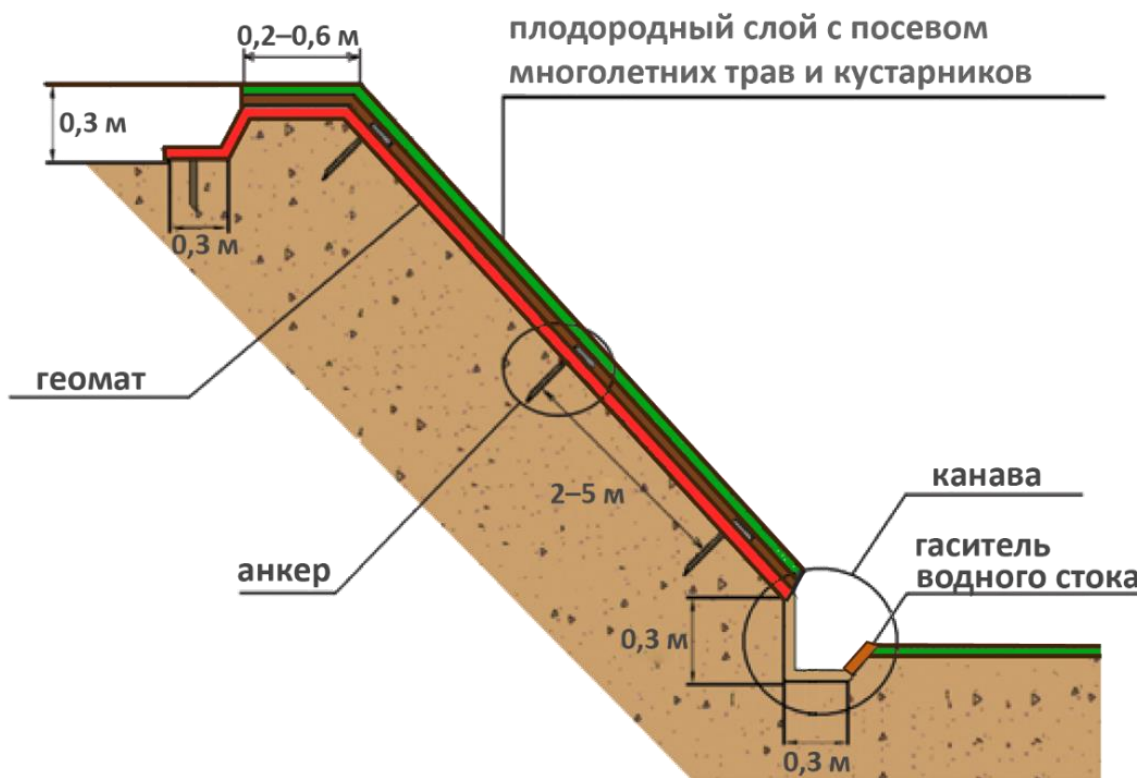 0,2–0,6 м
плодородный слой с посевом
многолетних трав и кустарников
0,3 м
0,3 м
геомат
2–5 м
канава
анкер
гаситель
водного стока
0,3 м
0,3 м